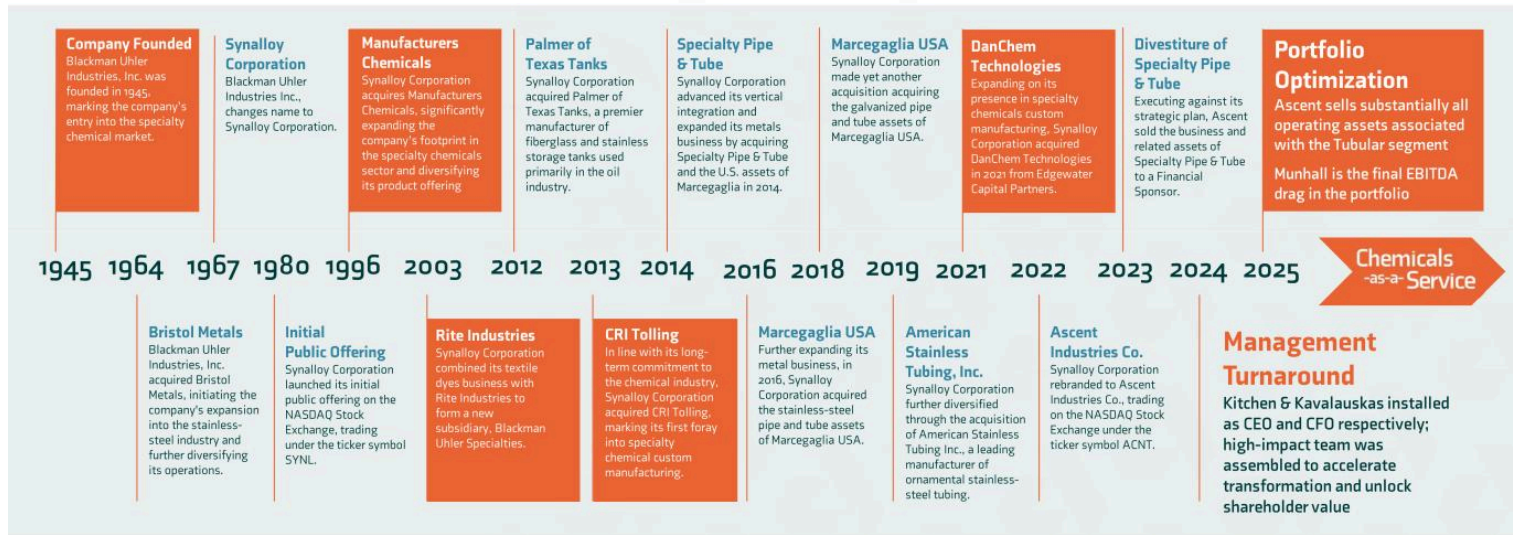 Company Founded
Blackman Uhler
Industries, Inc. was
founded in 1945,
marking the company's
entry into the specialty
chemical market.
Synalloy
Corporation
Blackman Uhler
Industries Inc.,
changes name to
Synalloy Corporation.
Manufacturers
Chemicals
Synalloy Corporation
acquires Manufacturers
Chemicals, significantly
expanding the
company's footprint in
the specialty chemicals
sector and diversifying
its product offering
Palmer of
Texas Tanks
Synalloy Corporation
acquired Palmer of
Texas Tanks, a premier
manufacturer of
fiberglass and stainless
storage tanks used
primarily in the oil
industry.
Specialty Pipe
& Tube
Synalloy Corporation
advanced its vertical
integration and
expanded its metals
business by acquiring
Specialty Pipe & Tube
and the U.S. assets of
Marcegaglia in 2014.
Marcegaglia USA
Synalloy Corporation
made yet another
acquisition acquiring
the galvanized pipe
and tube assets of
Marcegaglia USA.
DanChem
Technologies
Expanding on its
presence in specialty
chemicals custom
manufacturing, Synalloy
Corporation acquired
DanChem Technologies
in 2021 from Edgewater
Capital Partners.
Divestiture of
Specialty Pipe
& Tube
Executing against its
strategic plan, Ascent
sold the business and
related assets of
Specialty Pipe & Tube
to a Financial
Sponsor.
Portfolio
Optimization
Ascent sells substantially all
operating assets associated
with the Tubular segment
Munhall is the final EBITDA
drag in the portfolio
1945 1964 1967 1980 1996 2003 2012 2013 2014 2016 2018 2019 2021 2022 2023 2024 2025
Chemicals
-as-a- Service
Bristol Metals
Blackman Uhler
Industries, Inc.
acquired Bristol
Metals, initiating the
company's expansion
into the stainless-
steel industry and
further diversifying
its operations.
Initial
Public Offering
Synalloy Corporation
launched its initial
public offering on the
NASDAQ Stock
Exchange, trading
under the ticker symbol
SYNL.
Rite Industries
Synalloy Corporation
combined its textile
dyes business with
Rite Industries to
form a new
subsidiary, Blackman
Uhler Specialties.
CRI Tolling
In line with its long-
term commitment to
the chemical industry,
Synalloy Corporation
acquired CRI Tolling,
marking its first foray
into specialty
chemical custom
manufacturing.
Marcegaglia USA
Further expanding its
metal business, in
2016, Synalloy
Corporation acquired
the stainless-steel
pipe and tube assets
of Marcegaglia USA.
American
Stainless
Tubing, Inc.
Synalloy Corporation
further diversified
through the acquisition
of American Stainless
Tubing Inc., a leading
manufacturer of
ornamental stainless-
steel tubing.
Ascent
Industries Co.
Synalloy Corporation
rebranded to Ascent
Industries Co., trading
on the NASDAQ Stock
Exchange under the
ticker symbol ACNT.
Management
Turnaround
Kitchen & Kavalauskas installed
as CEO and CFO respectively;
high-impact team was
assembled to accelerate
transformation and unlock
shareholder value